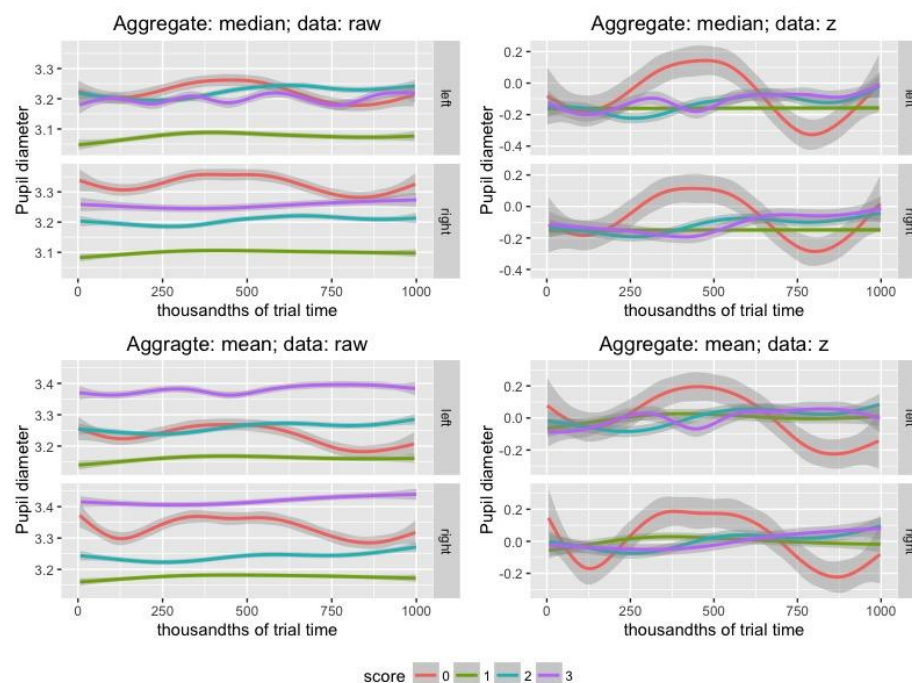 Aggregate: median; data: raw
Pupil diameter
3.3
3.2
3.1
left
3.3
3.2
3.1
right
0
250
500
750
1000
thousandths of trial time
Aggregate: median; data: z
Pupil diameter
0.2
0.0
-0.2
-0.4
left
0.2
0.0
-0.2
-0.4
right
0
250
500
750
1000
thousandths of trial time
Aggragte: mean; data: raw
Pupil diameter
3.4
3.3
3.2
left
3.4
3.3
3.2
right
0
250
500
750
1000
thousandths of trial time
Aggregate: mean; data: z
Pupil diameter
0.2
0.0
-0.2
left
0.2
0.0
-0.2
right
0
250
500
750
1000
thousandths of trial time
score 0 1 2 3